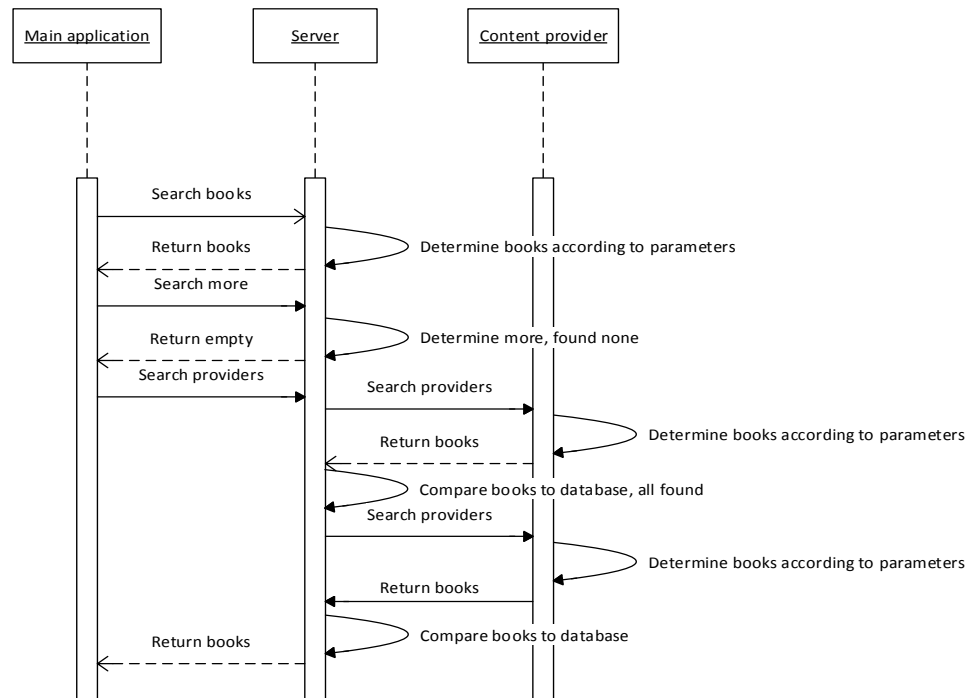 Main application
Server
Content provider
Search books
Determine books according to parameters
Return books
Search more
Determine more, found none
Return empty
Search providers
Search providers
Determine books according to parameters
Return books
Compare books to database, all found
Search providers
Determine books according to parameters
Return books
Compare books to database
Return books